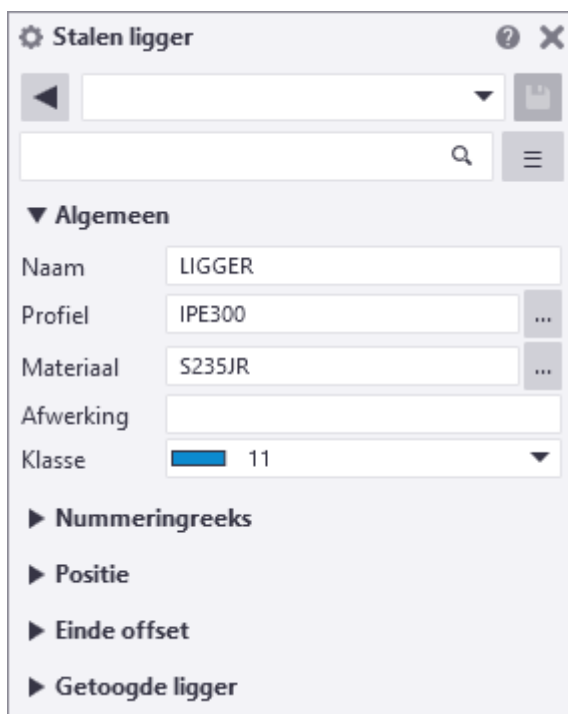 Stalen ligger
Algemeen
Naam LIGGER
Profiel IPE300 ...
Materiaal S235JR ...
Afwerking
Klasse 11
Nummeringreeks
Positie
Einde offset
Getoogde ligger